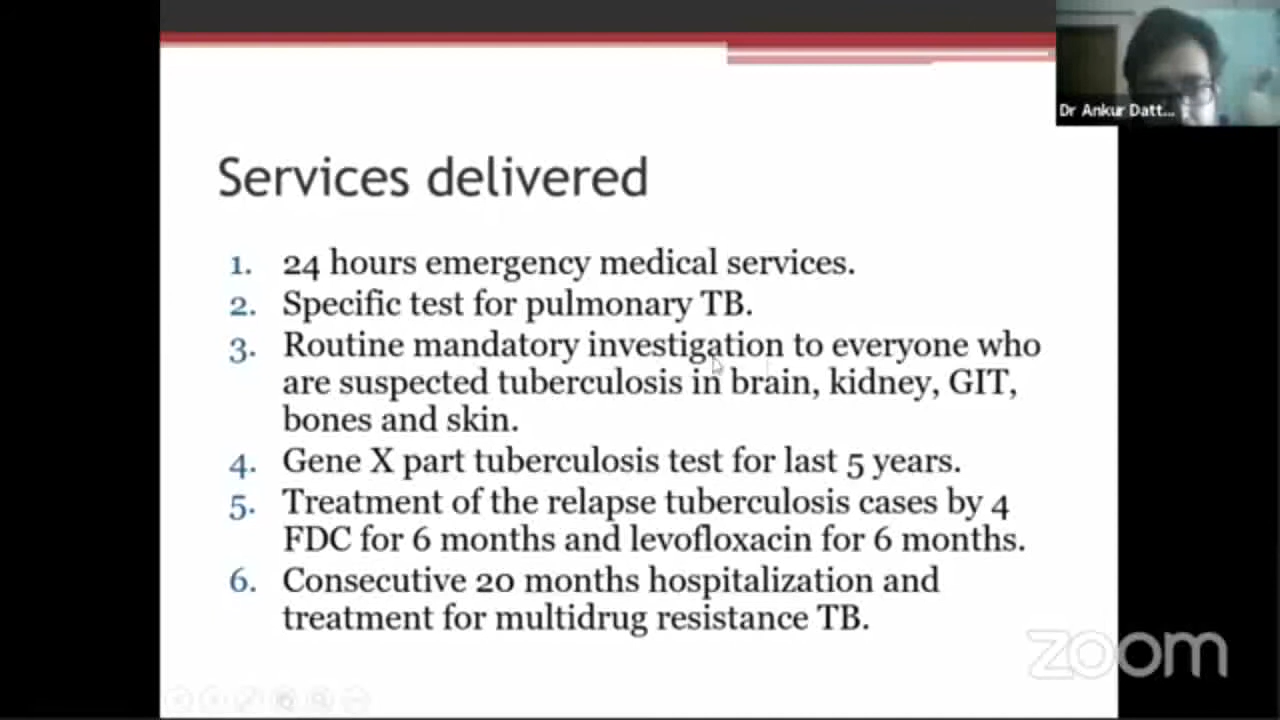 Dr Ankur Datt...
Services delivered
1. 24 hours emergency medical services.
2. Specific test for pulmonary TB.
3. Routine mandatory investigation to everyone who
are suspected tuberculosis in brain, kidney, GIT,
bones and skin.
4. Gene X part tuberculosis test for last 5 years.
5. Treatment of the relapse tuberculosis cases by 4
FDC for 6 months and levofloxacin for 6 months.
6. Consecutive 20 months hospitalization and
treatment for multidrug resistance TB.
zoom